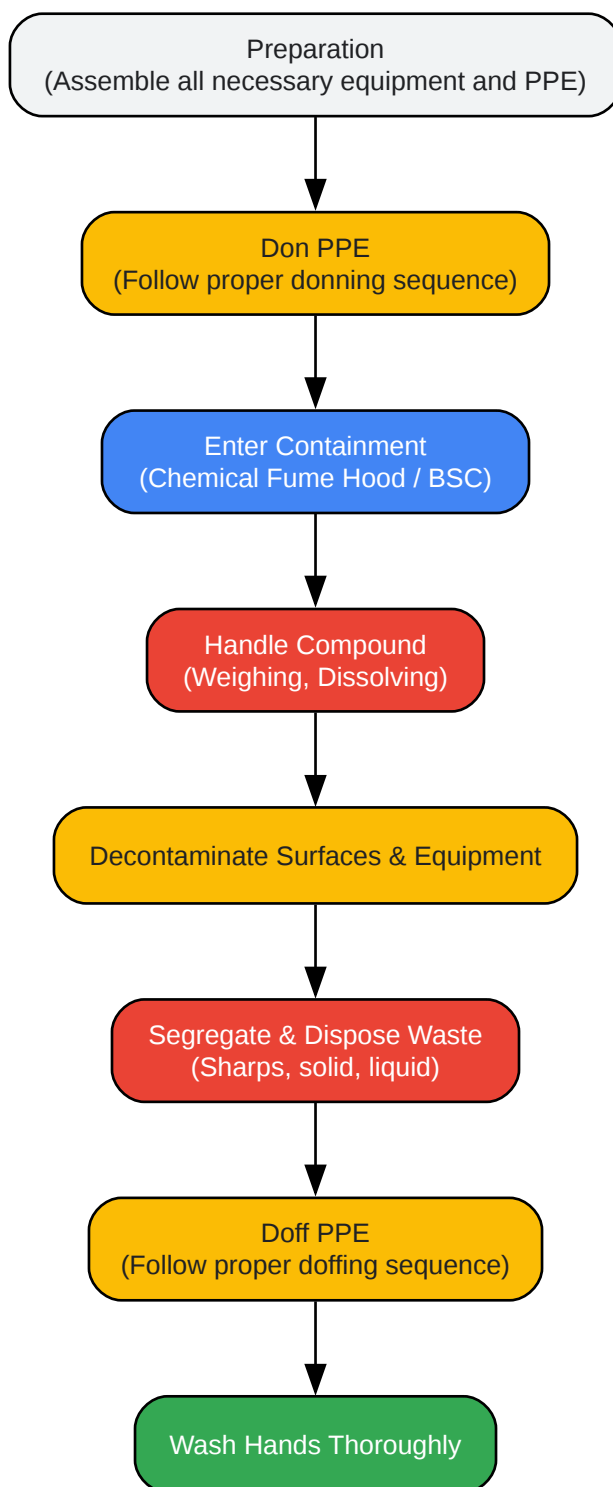 Preparation
(Assemble all necessary equipment and PPE)
Don PPE
(Follow proper donning sequence)
Enter Containment
(Chemical Fume Hood / BSC)
Handle Compound
(Weighing, Dissolving)
Decontaminate Surfaces & Equipment
Segregate & Dispose Waste
(Sharps, solid, liquid)
Doff PPE
(Follow proper doffing sequence)
Wash Hands Thoroughly